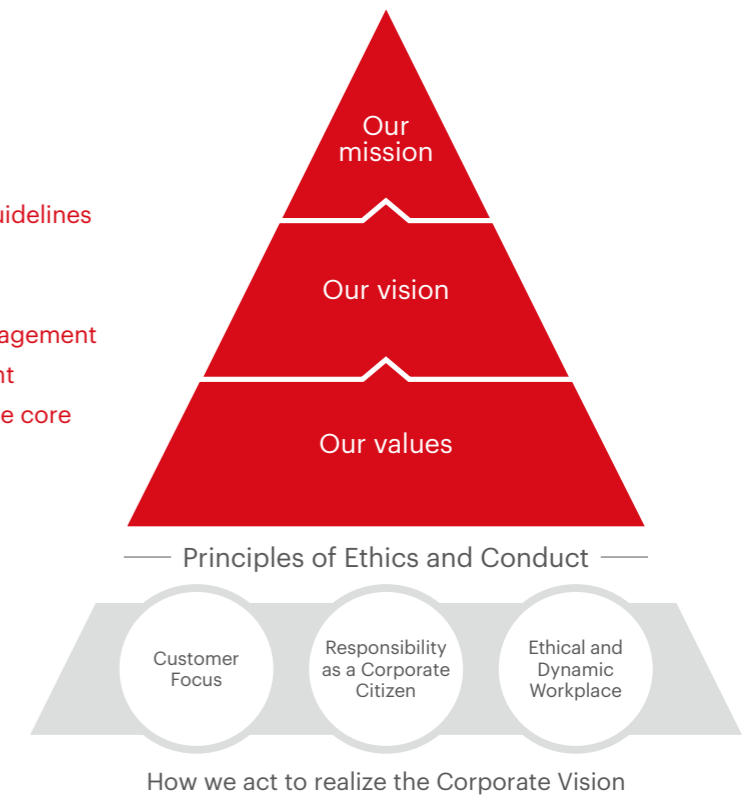 Our
mission
uidelines
Our vision
agement
nt
e core
Our values
Principles of Ethics and Conduct
Customer
Focus
Responsibility
as a Corporate
Citizen
Ethical and
Dynamic
Workplace
How we act to realize the Corporate Vision